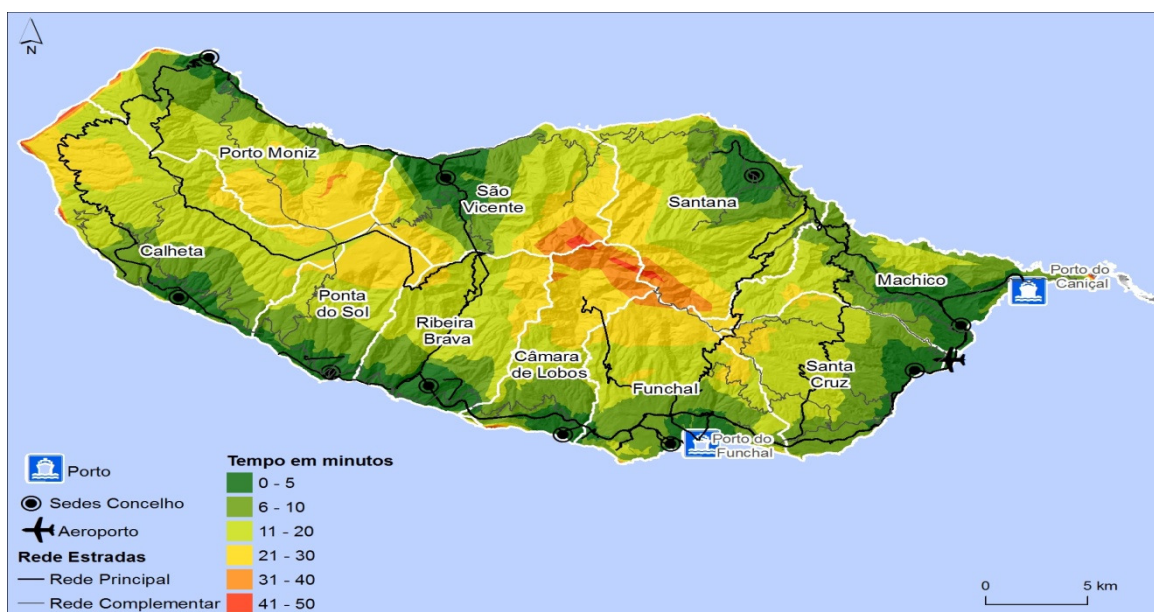 N
Porto Moniz
São
Vicente
Santana
Calheta
Ponta
do Sol
Ribeira
Brava
Câmara
de Lobos
Funchal
Santa
Cruz
Machico
Porto do
Caniçal
Porto do
Funchal
Porto
Sedes Concelho
Aeroporto
Rede Estradas
Rede Principal
Rede Complementar
Tempo em minutos
0 - 5
6 - 10
11 - 20
21 - 30
31 - 40
41 - 50
0 5 km